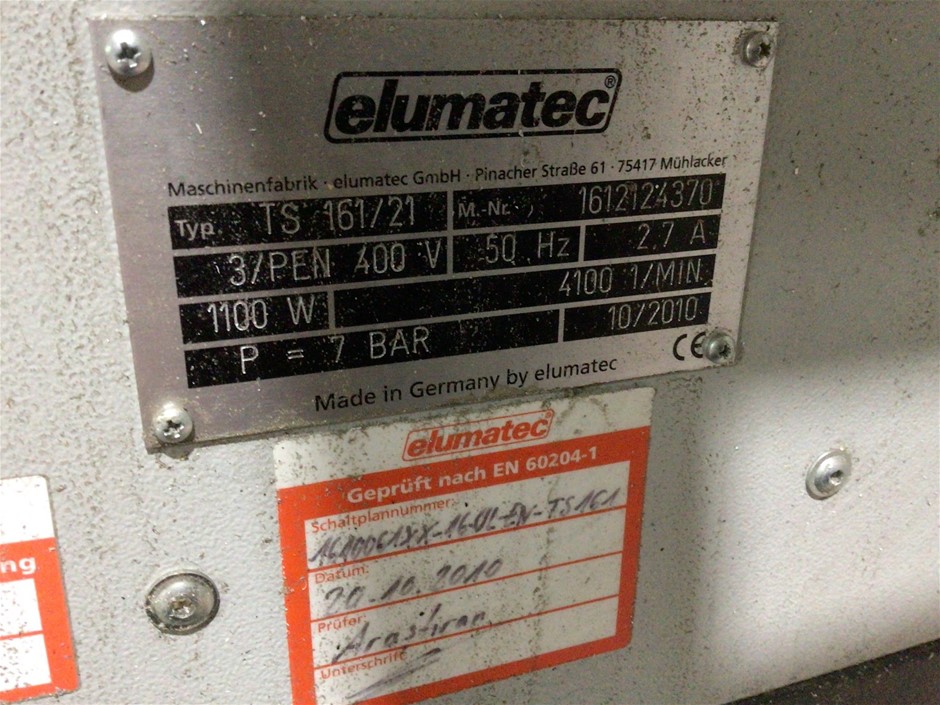 elumatec®
Maschinenfabrik · elumatec GmbH · Pinacher Straße 61 · 75417 Mühlacker
Typ TS 161/21 M.-Nr. 1612124370
3/PEN 400 V 50 Hz 2.7 A
1100 W 4100 1/MIN.
P = 7 BAR 10/2010
Made in Germany by elumatec CE
elumatec®
Geprüft nach EN 60204-1
Schaltplannummer:
Datum:
20.10.2010
Prüfer:
Unterschrift
ng